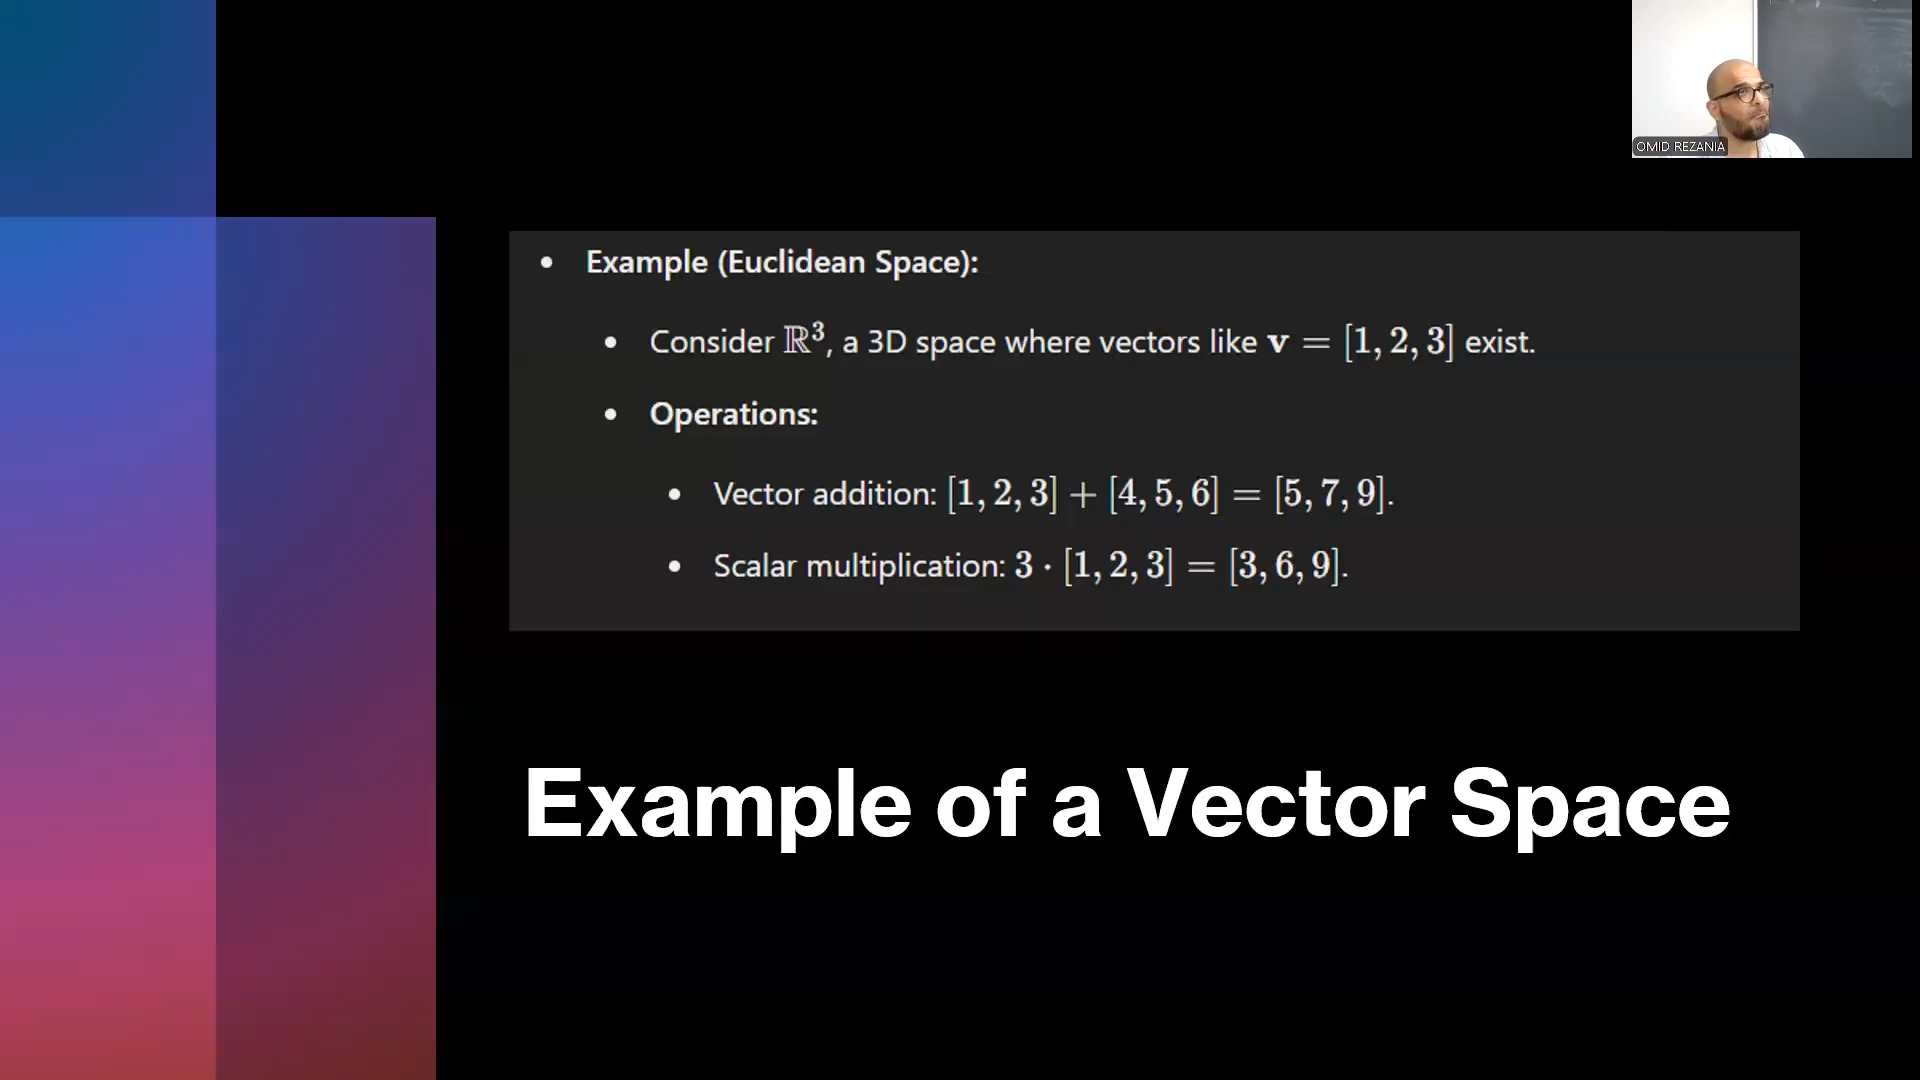 OMID REZANIA
• Example (Euclidean Space):
• Consider ℝ³, a 3D space where vectors like v = [1, 2, 3] exist.
• Operations:
• Vector addition: [1, 2, 3] + [4, 5, 6] = [5, 7, 9].
• Scalar multiplication: 3 · [1, 2, 3] = [3, 6, 9].
Example of a Vector Space